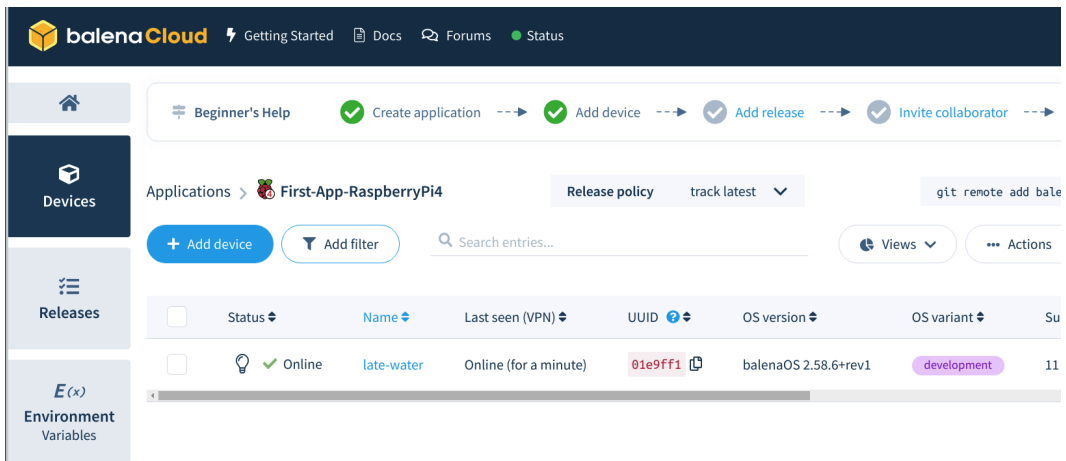 balenaCloud Getting Started Docs Forums Status
Beginner's Help Create application Add device Add release Invite collaborator
Applications > First-App-RaspberryPi4 Release policy track latest git remote add bale
Devices
+ Add device Add filter Search entries... Views ••• Actions
Releases
Status Name Last seen (VPN) UUID ? OS version OS variant Su
Online late-water Online (for a minute) 01e9ff1 balenaOS 2.58.6+rev1 development 11
E(x)
Environment
Variables